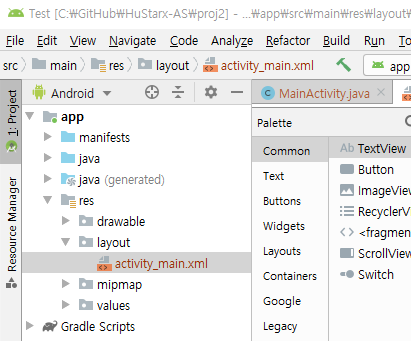 Test [C:₩GitHub₩HuStarx-AS₩proj2] - ...₩app₩src₩main₩res₩layout₩
File Edit View Navigate Code Analyze Refactor Build Run Tools
src main res layout activity_main.xml app
1: Project
Resource Manager
Android
app
manifests
java
java (generated)
res
drawable
layout
activity_main.xml
mipmap
values
Gradle Scripts
MainActivity.java
Palette
Common
Text
Buttons
Widgets
Layouts
Containers
Google
Legacy
Ab TextView
Button
ImageView
RecyclerVi
<fragmen
ScrollView
Switch